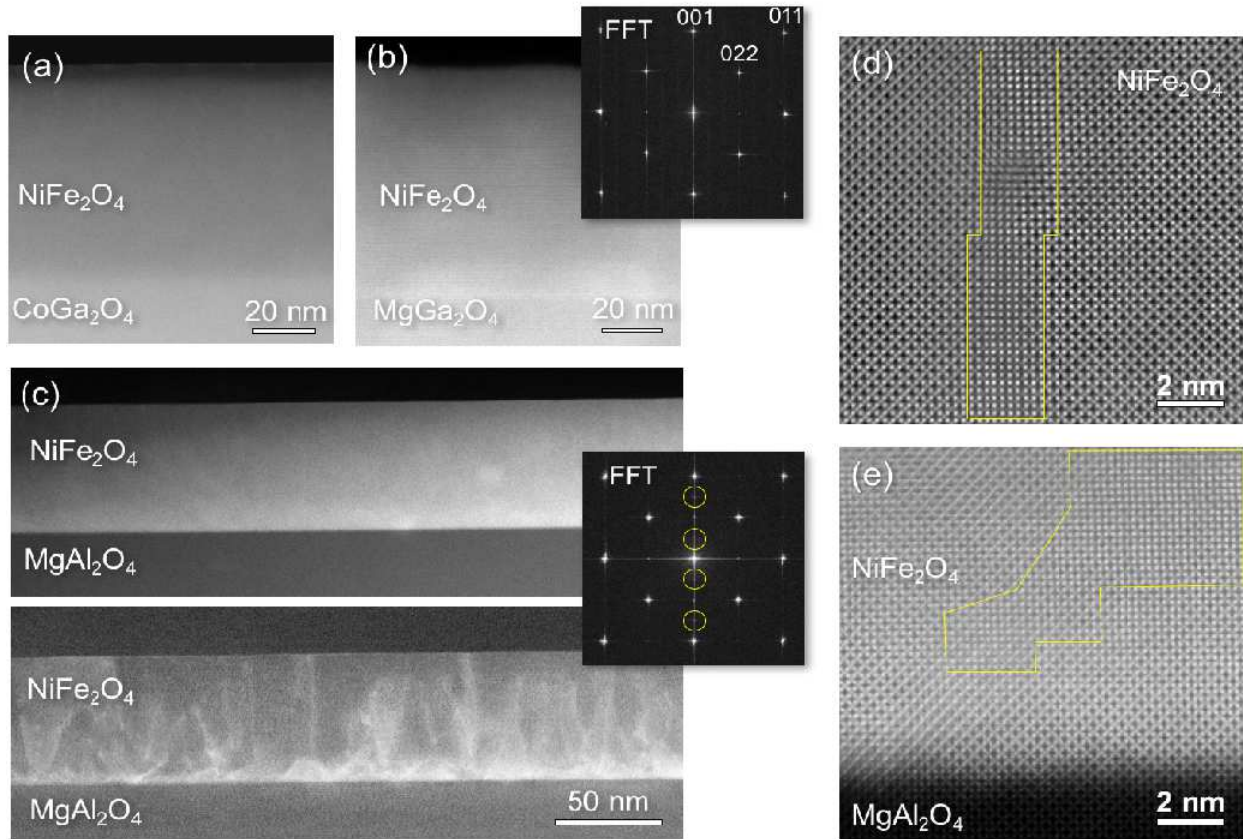 (a)
NiFe₂O₄
CoGa₂O₄
20 nm
(b)
NiFe₂O₄
MgGa₂O₄
20 nm
FFT
001
011
022
(c)
NiFe₂O₄
MgAl₂O₄
NiFe₂O₄
MgAl₂O₄
50 nm
FFT
(d)
NiFe₂O₄
2 nm
(e)
NiFe₂O₄
MgAl₂O₄
2 nm